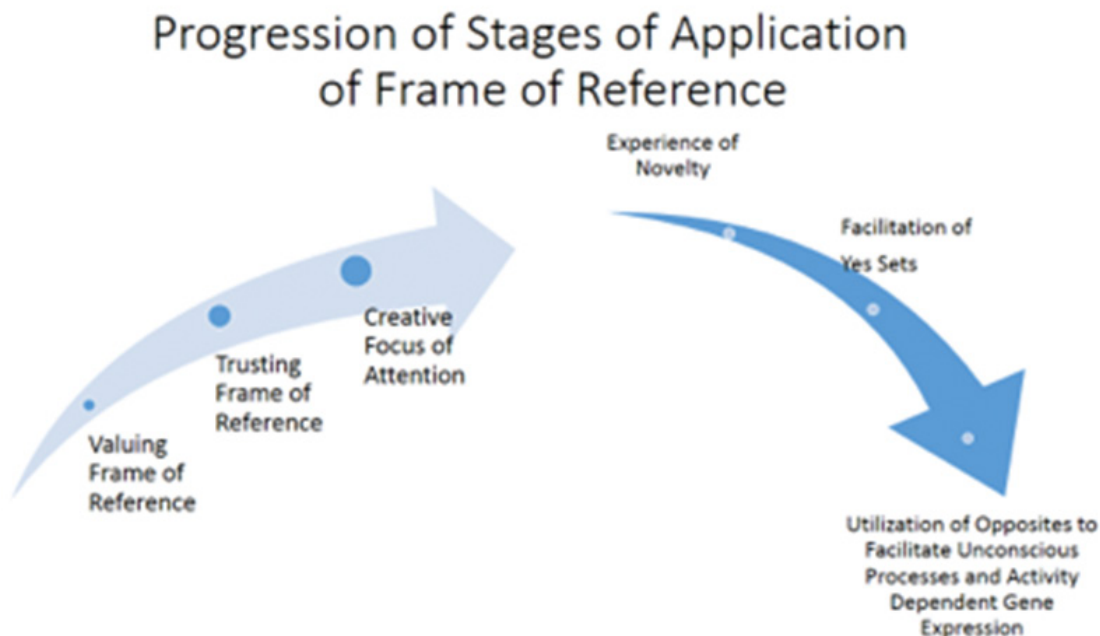 Progression of Stages of Application
of Frame of Reference
Valuing
Frame of
Reference
Trusting
Frame of
Reference
Creative
Focus of
Attention
Experience of
Novelty
Facilitation of
Yes Sets
Utilization of Opposites to
Facilitate Unconscious
Processes and Activity
Dependent Gene
Expression